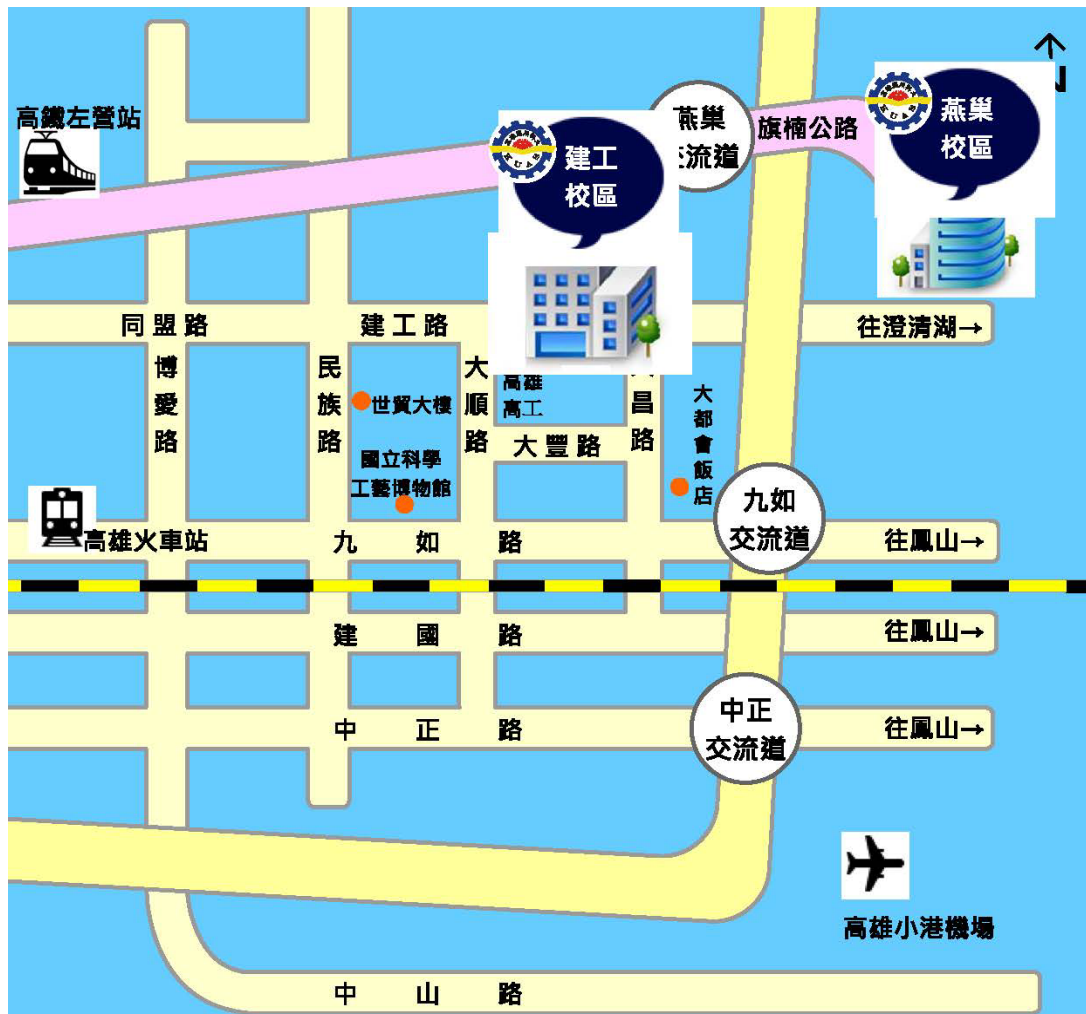 N
高鐵左營站
建工
校區
燕巢
交流道
旗楠公路
燕巢
校區
KUAS
KUAS
同盟路
建工路
往澄清湖→
博愛路
民族路
大順路
高雄
高工
昌路
大都會飯店
世貿大樓
大豐路
國立科學
工藝博物館
九如
交流道
高雄火車站
九如路
往鳳山→
建國路
往鳳山→
中正
交流道
中正路
往鳳山→
高雄小港機場
中山路